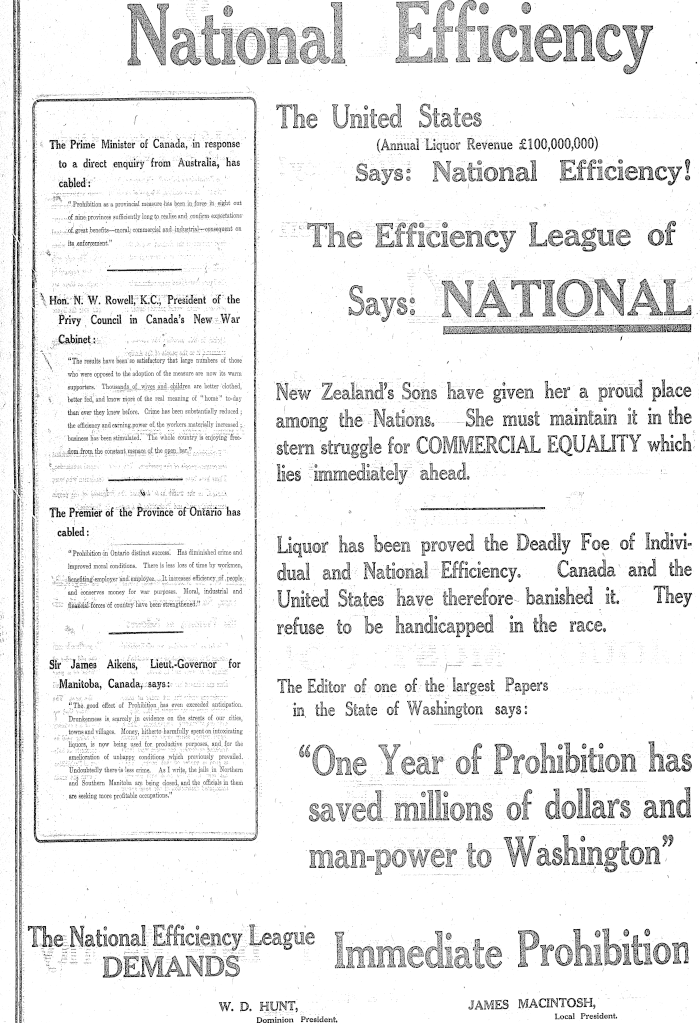 National Efficiency
The Prime Minister of Canada, in response
to a direct enquiry from Australia, has
cabled:
"Prohibition as a provincial measure has been in force in eight out
of nine provinces sufficiently long to realise and confirm expectations
of great benefits—moral, commercial and industrial—consequent on
its enforcement."
Hon. N. W. Rowell, K.C., President of the
Privy Council in Canada's New War
Cabinet:
"The results have been so satisfactory that large numbers of those
who were opposed to the adoption of the measure are now its warm
supporters. Thousands of wives and children are better clothed,
better fed, and know more of the real meaning of "home" to-day
than ever they knew before. Crime has been substantially reduced;
the efficiency and earning power of the workers materially increased;
business has been stimulated. The whole country is enjoying free-
dom from the constant menace of the open bar."
The Premier of the Province of Ontario has
cabled:
"Prohibition in Ontario distinct success. Has diminished crime and
improved moral conditions. There is less loss of time by workmen,
benefiting employer and employee. It increases efficiency of people
and conserves money for war purposes. Moral, industrial and
financial forces of country have been strengthened."
Sir James Aikens, Lieut.-Governor for
Manitoba, Canada, says:
"The good effect of Prohibition has even exceeded anticipation.
Drunkenness is scarcely in evidence on the streets of our cities,
towns and villages. Money, hitherto harmfully spent on intoxicating
liquors, is now being used for productive purposes, and for the
amelioration of unhappy conditions which previously prevailed.
Undoubtedly there is less crime. As I write, the jails in Northern
and Southern Manitoba are being closed, and the officials in them
are seeking more profitable occupations."
The United States
(Annual Liquor Revenue £100,000,000)
Says: National Efficiency!
The Efficiency League of
Says: NATIONAL
New Zealand's Sons have given her a proud place
among the Nations. She must maintain it in the
stern struggle for COMMERCIAL EQUALITY which
lies immediately ahead.
Liquor has been proved the Deadly Foe of Indivi-
dual and National Efficiency. Canada and the
United States have therefore banished it. They
refuse to be handicapped in the race.
The Editor of one of the largest Papers
in the State of Washington says:
"One Year of Prohibition has
saved millions of dollars and
man-power to Washington"
The National Efficiency League
DEMANDS
Immediate Prohibition
W. D. HUNT,
Dominion President.
JAMES MACINTOSH,
Local President.